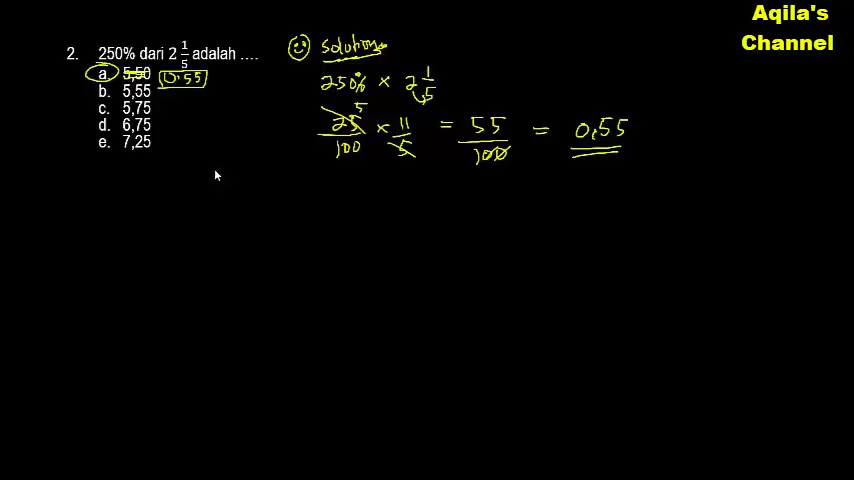 Aqila's
Channel
2. 250% dari 2 1/5 adalah ....
a. 5,50 0,55
b. 5,55
c. 5,75
d. 6,75
e. 7,25
solution
250% × 2 1/5
25/100 5 × 11/5 = 55/100 = 0,55